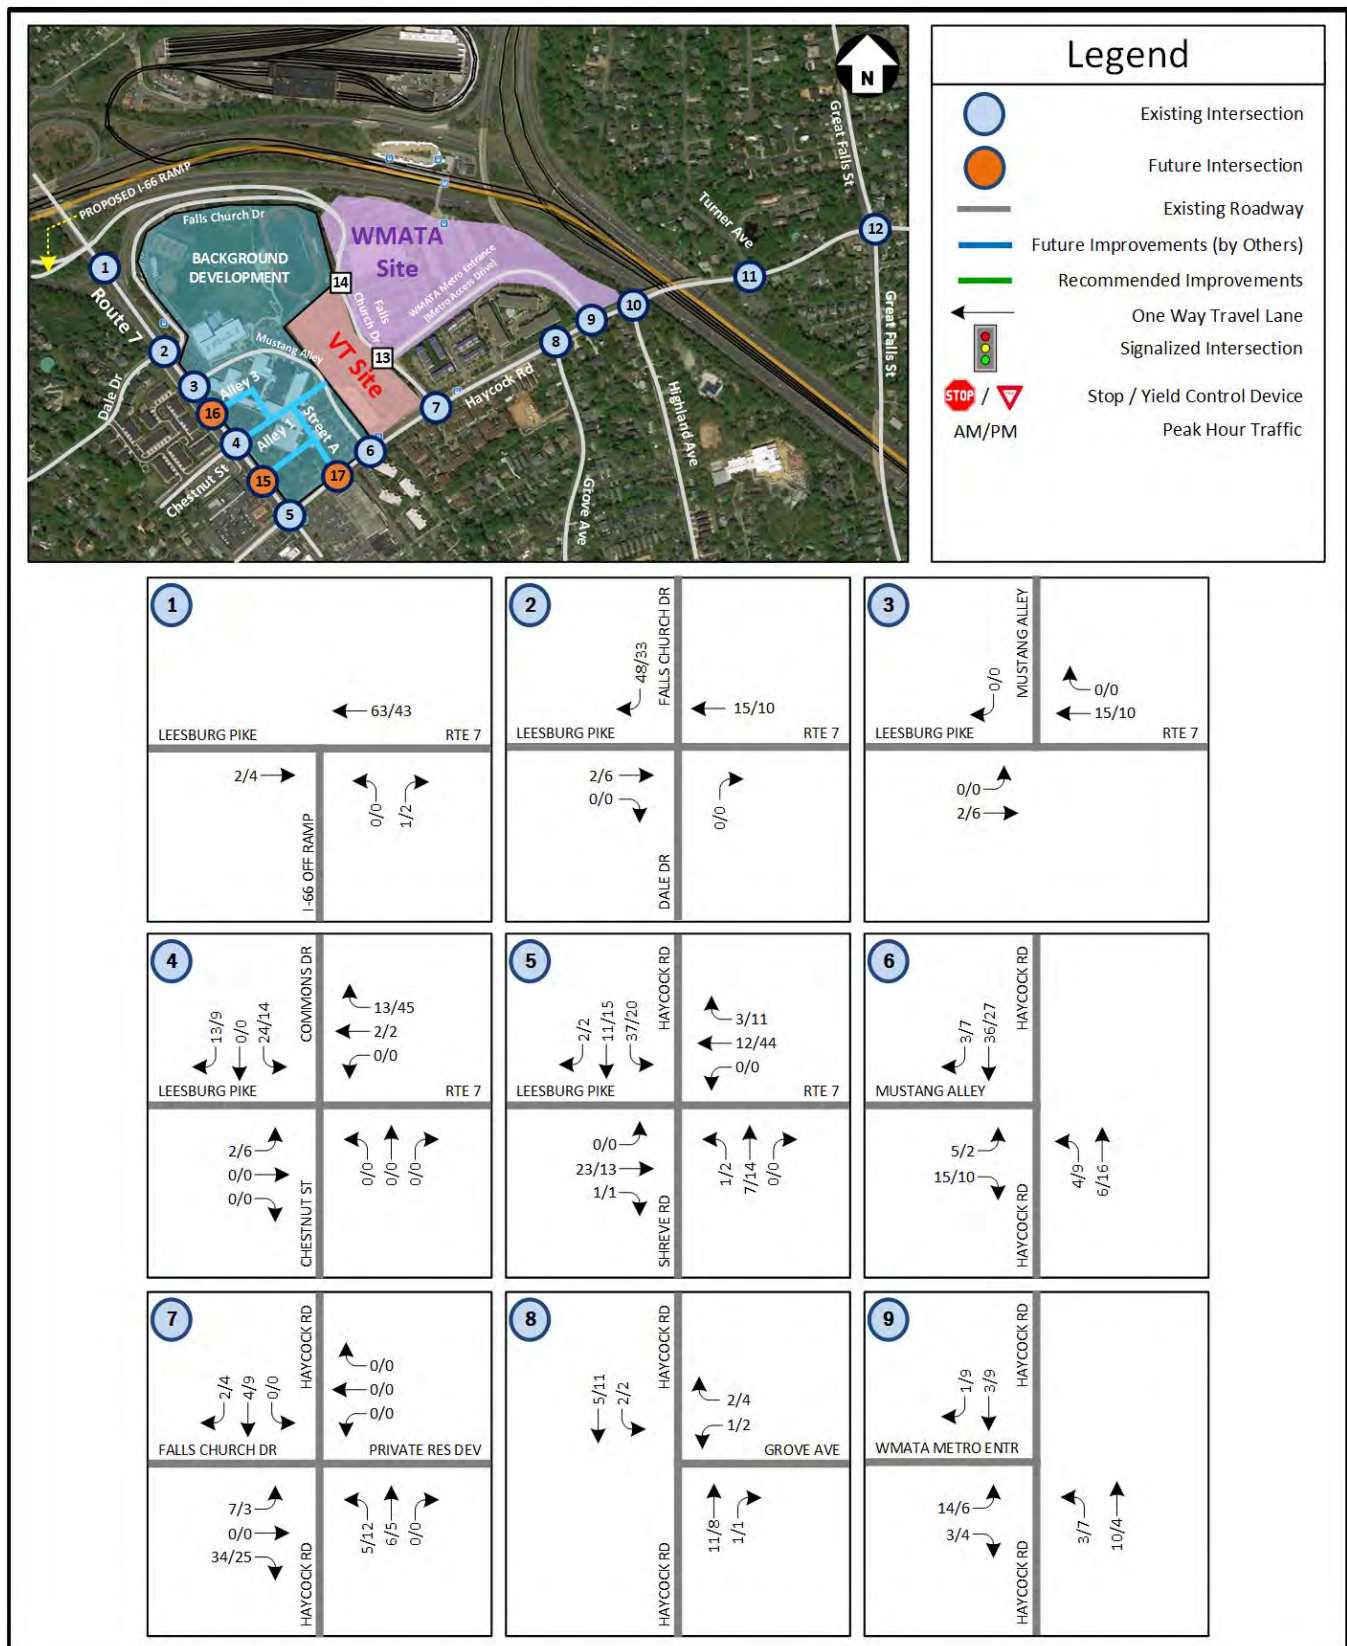 N
PROPOSED I-66 RAMP
Falls Church Dr
BACKGROUND
DEVELOPMENT
WMATA
Site
WMATA Metro Entrance
(Metro Access Drive)
Falls
Church Dr
Mustang Alley
VT Site
Route 7
Dale Dr
Alley 3
Alley 1
Street A
Chestnut St
Haycock Rd
Grove Ave
Highland Ave
Turner Ave
Great Falls St
Great Falls St
1
2
3
16
4
15
5
17
6
7
13
14
8
9
10
11
12
Legend
Existing Intersection
Future Intersection
Existing Roadway
Future Improvements (by Others)
Recommended Improvements
One Way Travel Lane
Signalized Intersection
STOP / Stop / Yield Control Device
AM/PM Peak Hour Traffic
1
63/43
LEESBURG PIKE RTE 7
2/4
0/0
1/2
I-66 OFF RAMP
2
48/33
FALLS CHURCH DR
15/10
LEESBURG PIKE RTE 7
2/6
0/0
0/0
DALE DR
3
0/0
MUSTANG ALLEY
0/0
15/10
LEESBURG PIKE RTE 7
0/0
2/6
4
13/9
0/0
24/14
COMMONS DR
13/45
2/2
0/0
LEESBURG PIKE RTE 7
2/6
0/0
0/0
CHESTNUT ST
0/0
0/0
0/0
5
2/2
11/15
37/20
HAYCOCK RD
3/11
12/44
0/0
LEESBURG PIKE RTE 7
0/0
23/13
1/1
SHREVE RD
1/2
7/14
0/0
6
3/7
36/27
HAYCOCK RD
MUSTANG ALLEY
5/2
15/10
HAYCOCK RD
4/9
6/16
7
2/4
4/9
0/0
HAYCOCK RD
0/0
0/0
0/0
FALLS CHURCH DR PRIVATE RES DEV
7/3
0/0
34/25
HAYCOCK RD
5/12
6/5
0/0
8
5/11
2/2
HAYCOCK RD
2/4
1/2
GROVE AVE
HAYCOCK RD
11/8
1/1
9
1/9
3/9
HAYCOCK RD
WMATA METRO ENTR
14/6
3/4
HAYCOCK RD
3/7
10/4